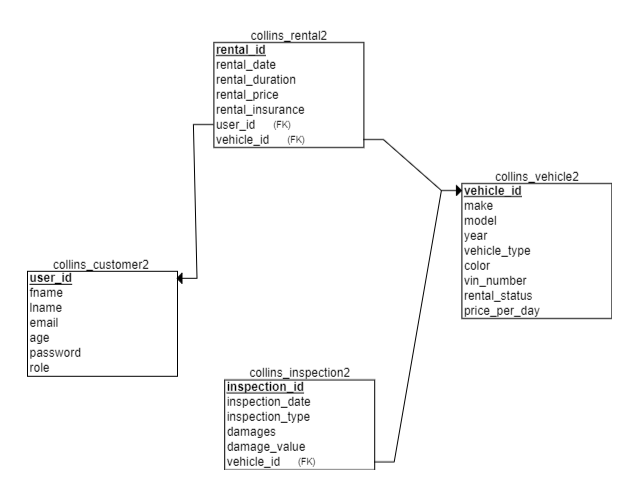 collins_rental2
rental_id
rental_date
rental_duration
rental_price
rental_insurance
user_id (FK)
vehicle_id (FK)
collins_vehicle2
vehicle_id
make
model
year
vehicle_type
color
vin_number
rental_status
price_per_day
collins_customer2
user_id
fname
lname
email
age
password
role
collins_inspection2
inspection_id
inspection_date
inspection_type
damages
damage_value
vehicle_id (FK)